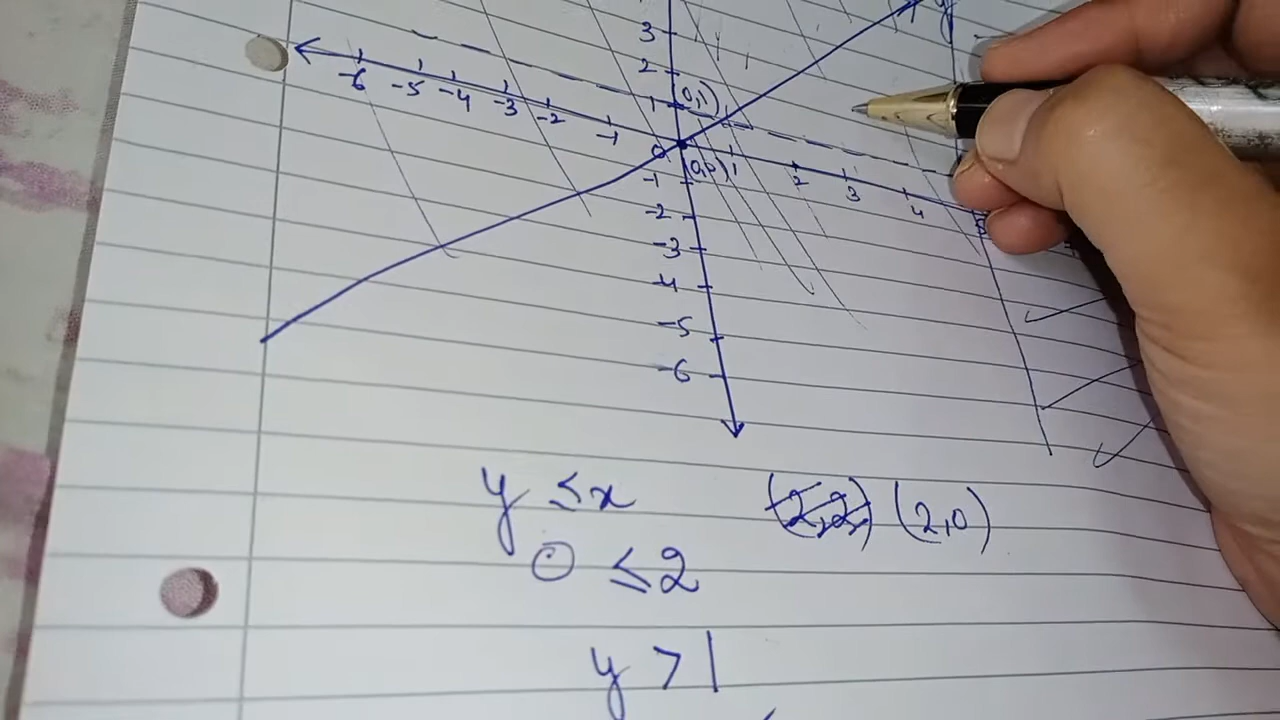 y
3
2
1 (0,1)
-6 -5 -4 -3 -2 -1 0 (0,0) 1 2 3 4 5
-1
-2
-3
-4
-5
-6
y ≤ x (2,2) (2,0)
0 ≤ 2
y > 1